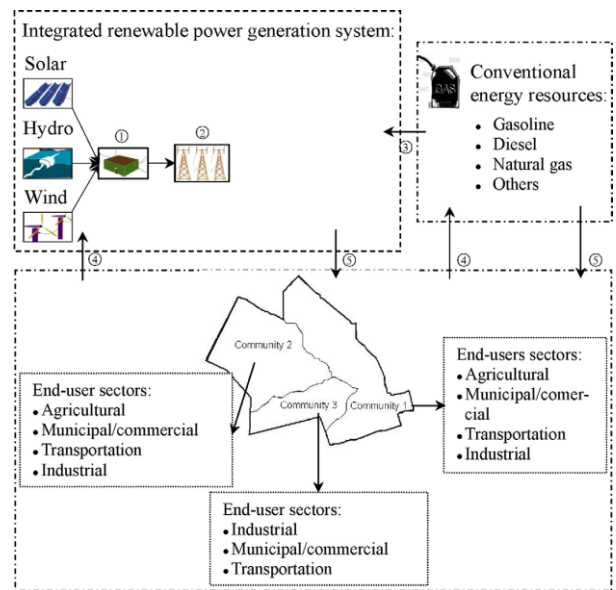 Integrated renewable power generation system:
Solar
Hydro
Wind
①
②
GAS
Conventional
energy resources:
• Gasoline
• Diesel
• Natural gas
• Others
③
④
⑤
④
⑤
Community 2
Community 3
Community 1
End-user sectors:
• Agricultural
• Municipal/commercial
• Transportation
• Industrial
End-users sectors:
• Agricultural
• Municipal/comer-
cial
• Transportation
• Industrial
End-user sectors:
• Industrial
• Municipal/commercial
• Transportation